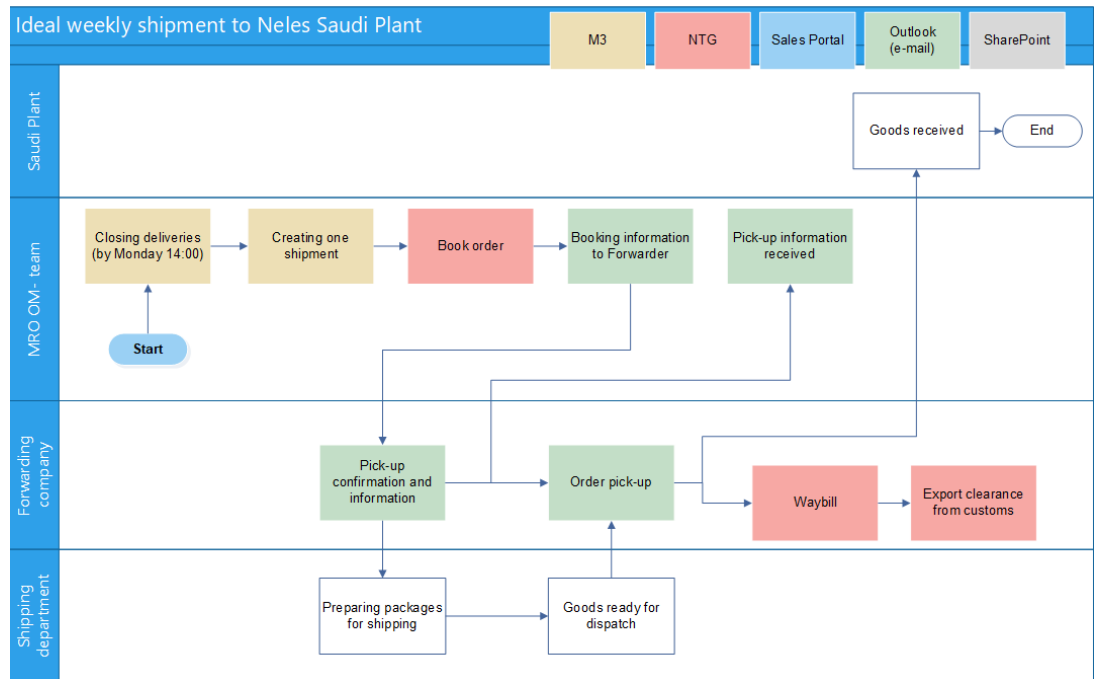 Ideal weekly shipment to Neles Saudi Plant
M3
NTG
Sales Portal
Outlook
(e-mail)
SharePoint
Saudi Plant
Goods received
End
MRO OM- team
Closing deliveries
(by Monday 14:00)
Creating one
shipment
Book order
Booking information
to Forwarder
Pick-up information
received
Start
Forwarding
company
Pick-up
confirmation and
information
Order pick-up
Waybill
Export clearance
from customs
Shipping
department
Preparing packages
for shipping
Goods ready for
dispatch